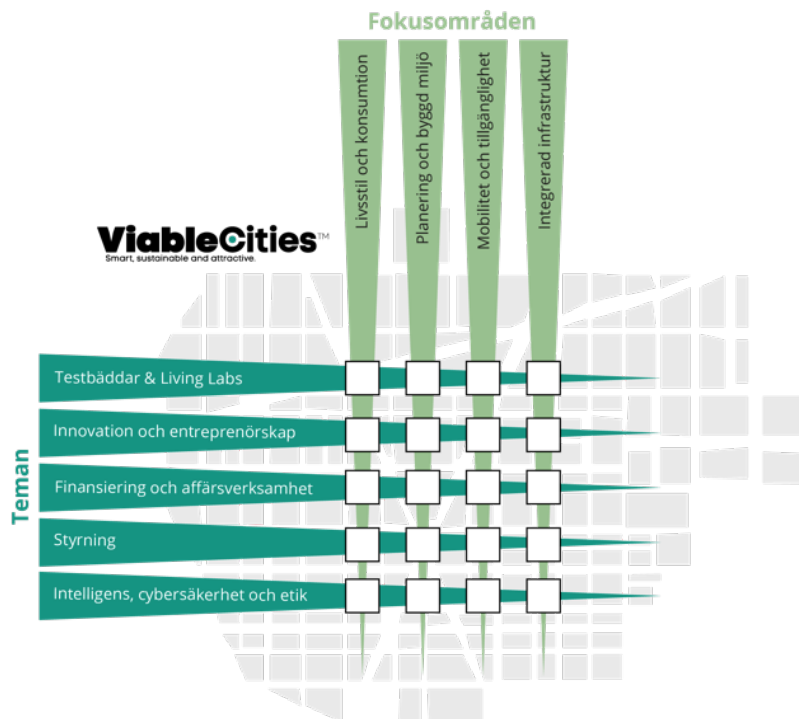 Fokusområden
Livsstil och konsumtion
Planering och byggd miljö
Mobilitet och tillgänglighet
Integrerad infrastruktur
ViableCities™
Smart, sustainable and attractive.
Teman
Testbäddar & Living Labs
Innovation och entreprenörskap
Finansiering och affärsverksamhet
Styrning
Intelligens, cybersäkerhet och etik